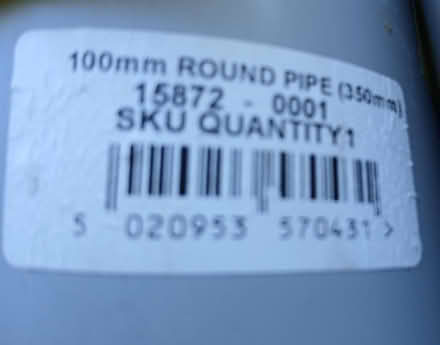 100mm ROUND PIPE (350mm)
15872 - 0001
SKU QUANTITY1
5 020953 570431 >